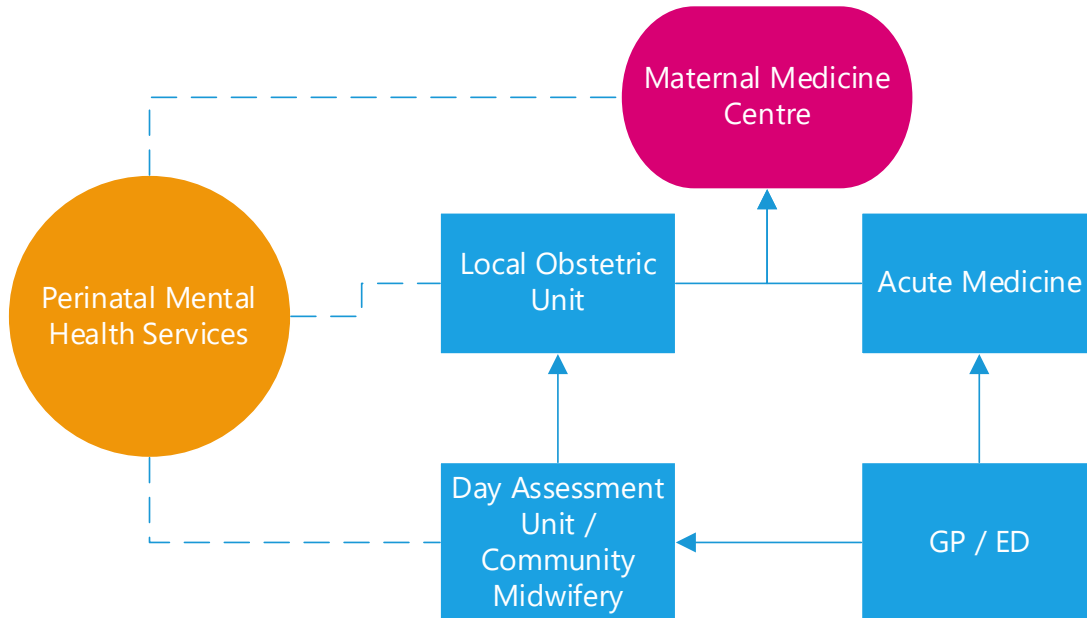 Maternal Medicine
Centre
Local Obstetric
Unit
Acute Medicine
Perinatal Mental
Health Services
Day Assessment
Unit /
Community
Midwifery
GP / ED